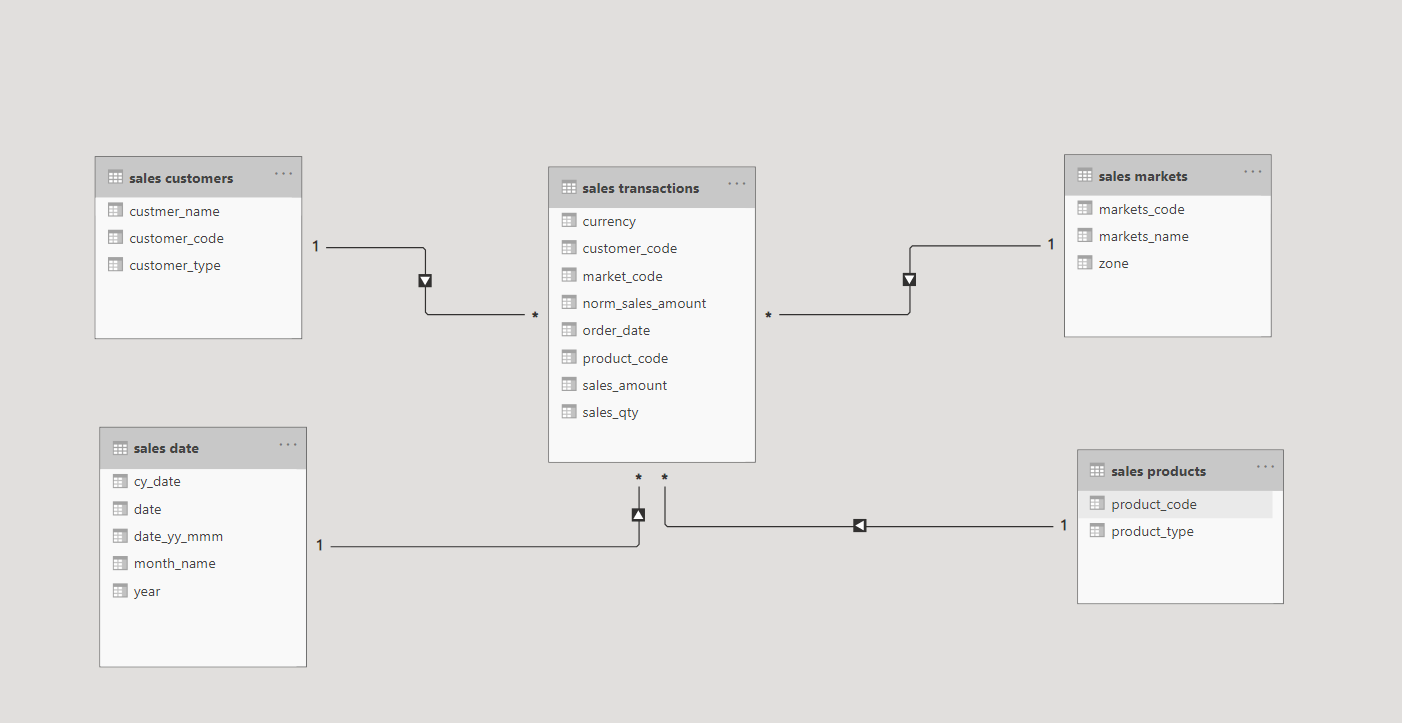 sales customers
custmer_name
customer_code
customer_type
1
*
sales transactions
currency
customer_code
market_code
norm_sales_amount
order_date
product_code
sales_amount
sales_qty
*
1
sales markets
markets_code
markets_name
zone
sales date
cy_date
date
date_yy_mmm
month_name
year
1
*
*
1
sales products
product_code
product_type